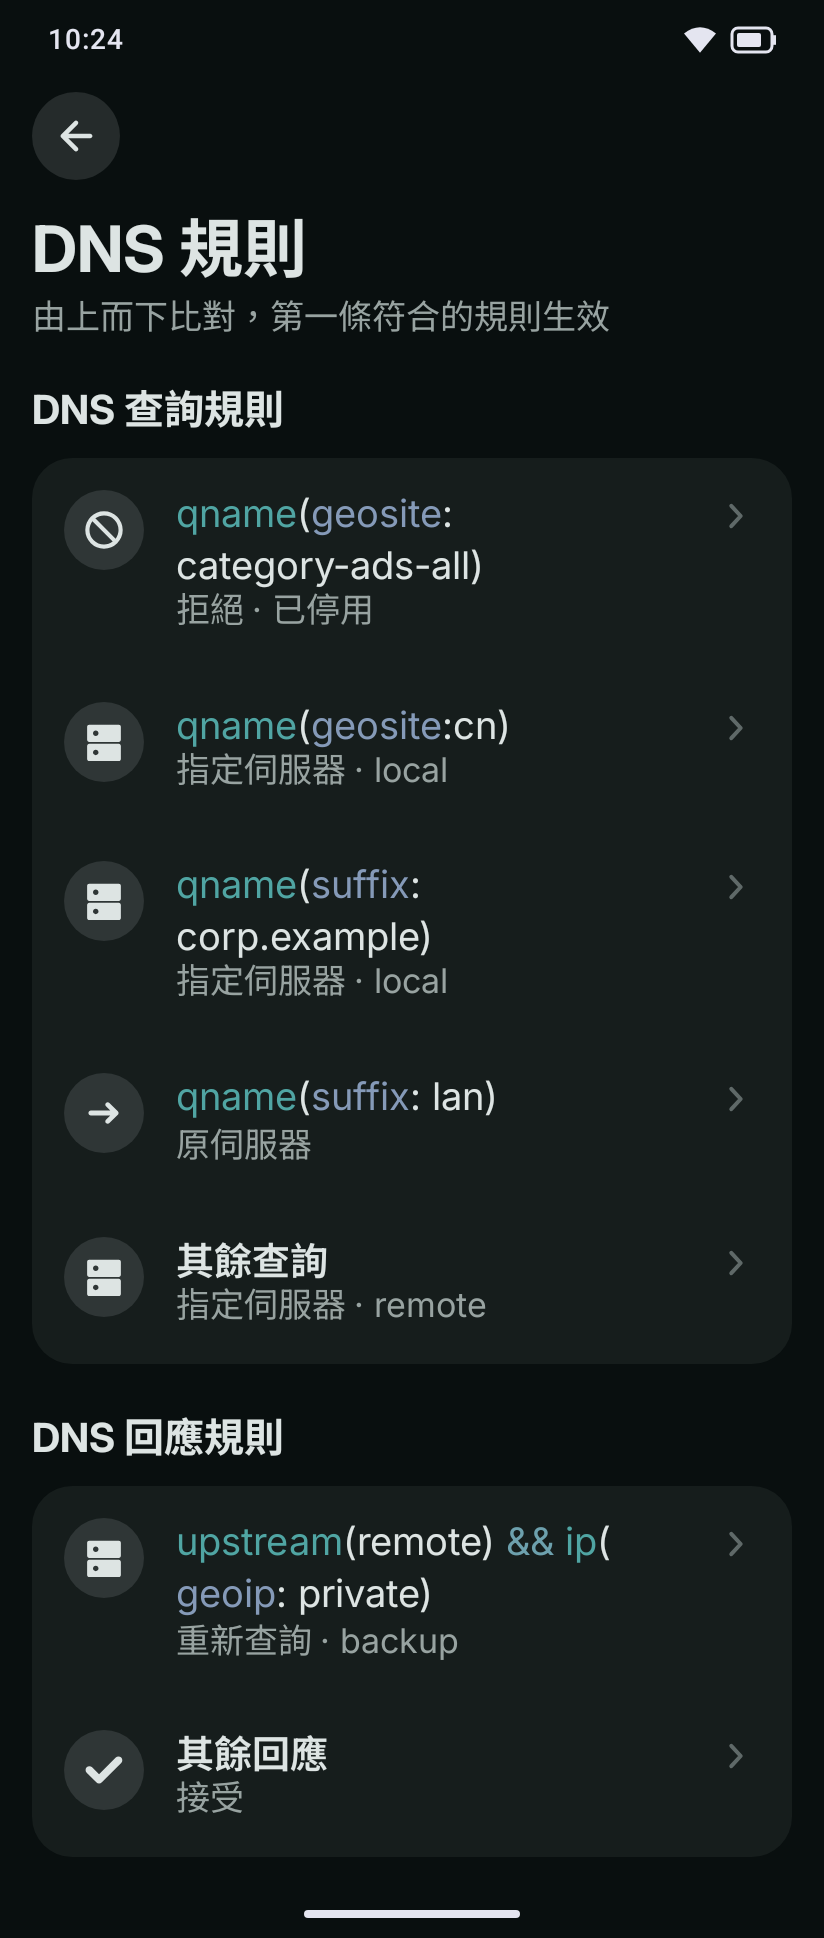 10:24
DNS 規則
由上而下比對，第一條符合的規則生效
DNS 查詢規則
qname(geosite:
category-ads-all)
拒絕 · 已停用
qname(geosite:cn)
指定伺服器 · local
qname(suffix:
corp.example)
指定伺服器 · local
qname(suffix: lan)
原伺服器
其餘查詢
指定伺服器 · remote
DNS 回應規則
upstream(remote) && ip(
geoip: private)
重新查詢 · backup
其餘回應
接受